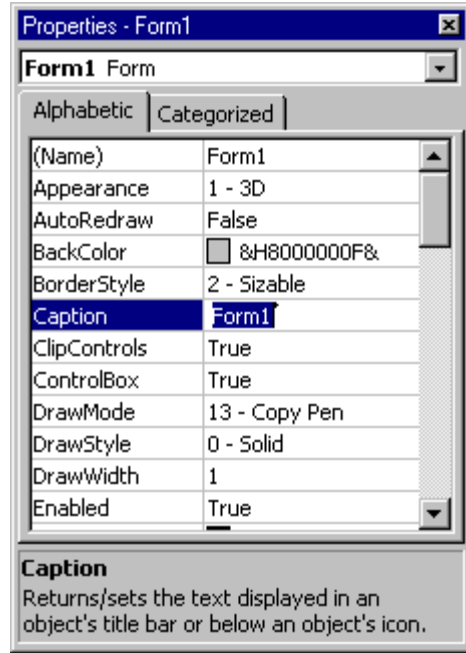 Properties - Form1
Form1 Form
Alphabetic Categorized
(Name) Form1
Appearance 1 - 3D
AutoRedraw False
BackColor &H8000000F&
BorderStyle 2 - Sizable
Caption Form1
ClipControls True
ControlBox True
DrawMode 13 - Copy Pen
DrawStyle 0 - Solid
DrawWidth 1
Enabled True
Caption
Returns/sets the text displayed in an
object's title bar or below an object's icon.